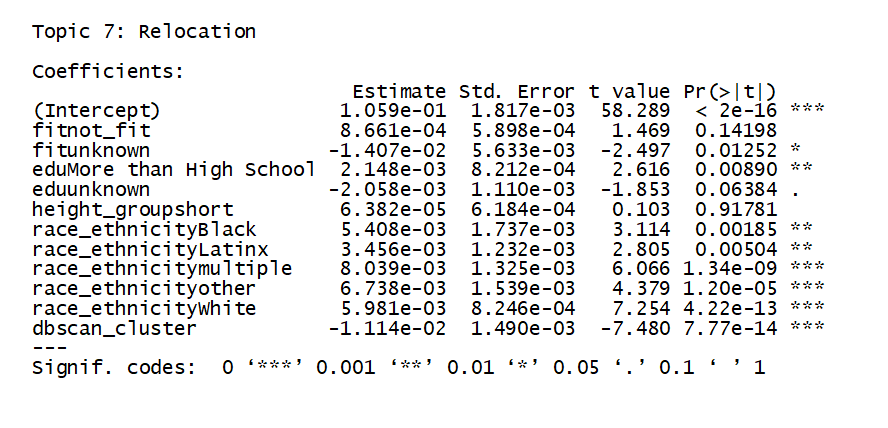 Topic 7: Relocation
Coefficients:
Estimate Std. Error t value Pr(>|t|)
(Intercept) 1.059e-01 1.817e-03 58.289 < 2e-16 ***
fitnot_fit 8.661e-04 5.898e-04 1.469 0.14198
fitunknown -1.407e-02 5.633e-03 -2.497 0.01252 *
eduMore than High School 2.148e-03 8.212e-04 2.616 0.00890 **
eduunknown -2.058e-03 1.110e-03 -1.853 0.06384 .
height_groupshort 6.382e-05 6.184e-04 0.103 0.91781
race_ethnicityBlack 5.408e-03 1.737e-03 3.114 0.00185 **
race_ethnicityLatinx 3.456e-03 1.232e-03 2.805 0.00504 **
race_ethnicitymultiple 8.039e-03 1.325e-03 6.066 1.34e-09 ***
race_ethnicityother 6.738e-03 1.539e-03 4.379 1.20e-05 ***
race_ethnicityWhite 5.981e-03 8.246e-04 7.254 4.22e-13 ***
dbscan_cluster -1.114e-02 1.490e-03 -7.480 7.77e-14 ***
---
Signif. codes: 0 ‘***’ 0.001 ‘**’ 0.01 ‘*’ 0.05 ‘.’ 0.1 ‘ ’ 1